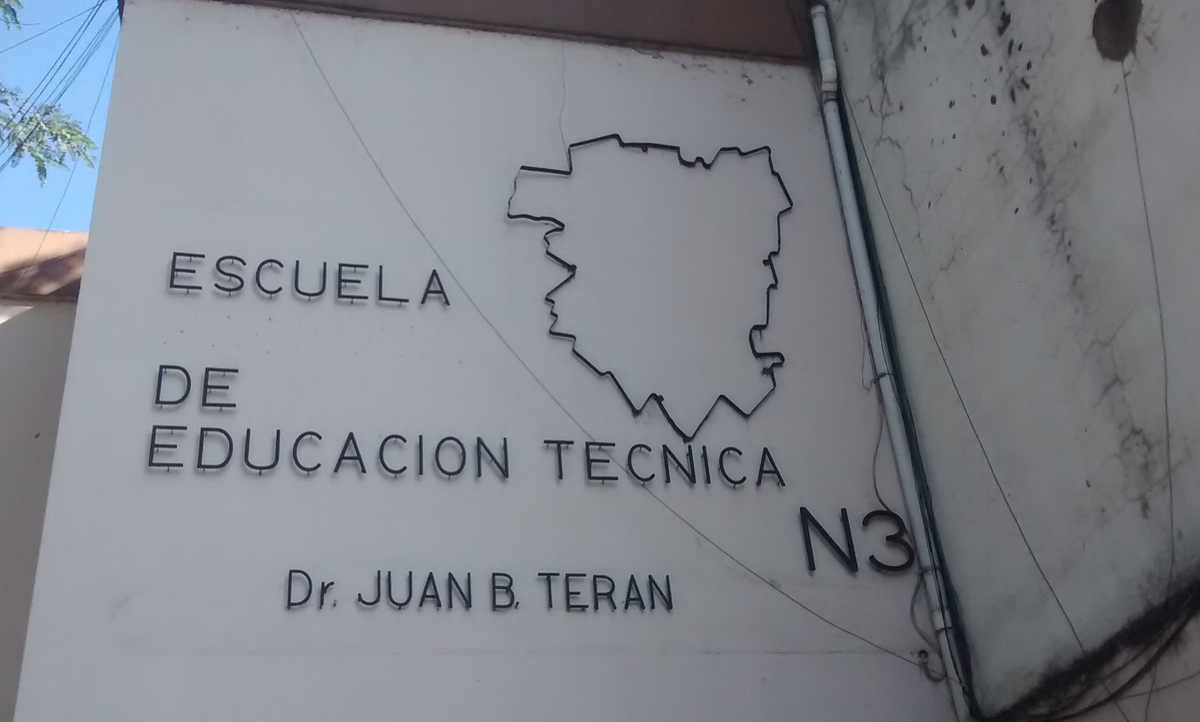 ESCUELA
DE
EDUCACION TECNICA
N3
Dr. JUAN B. TERAN